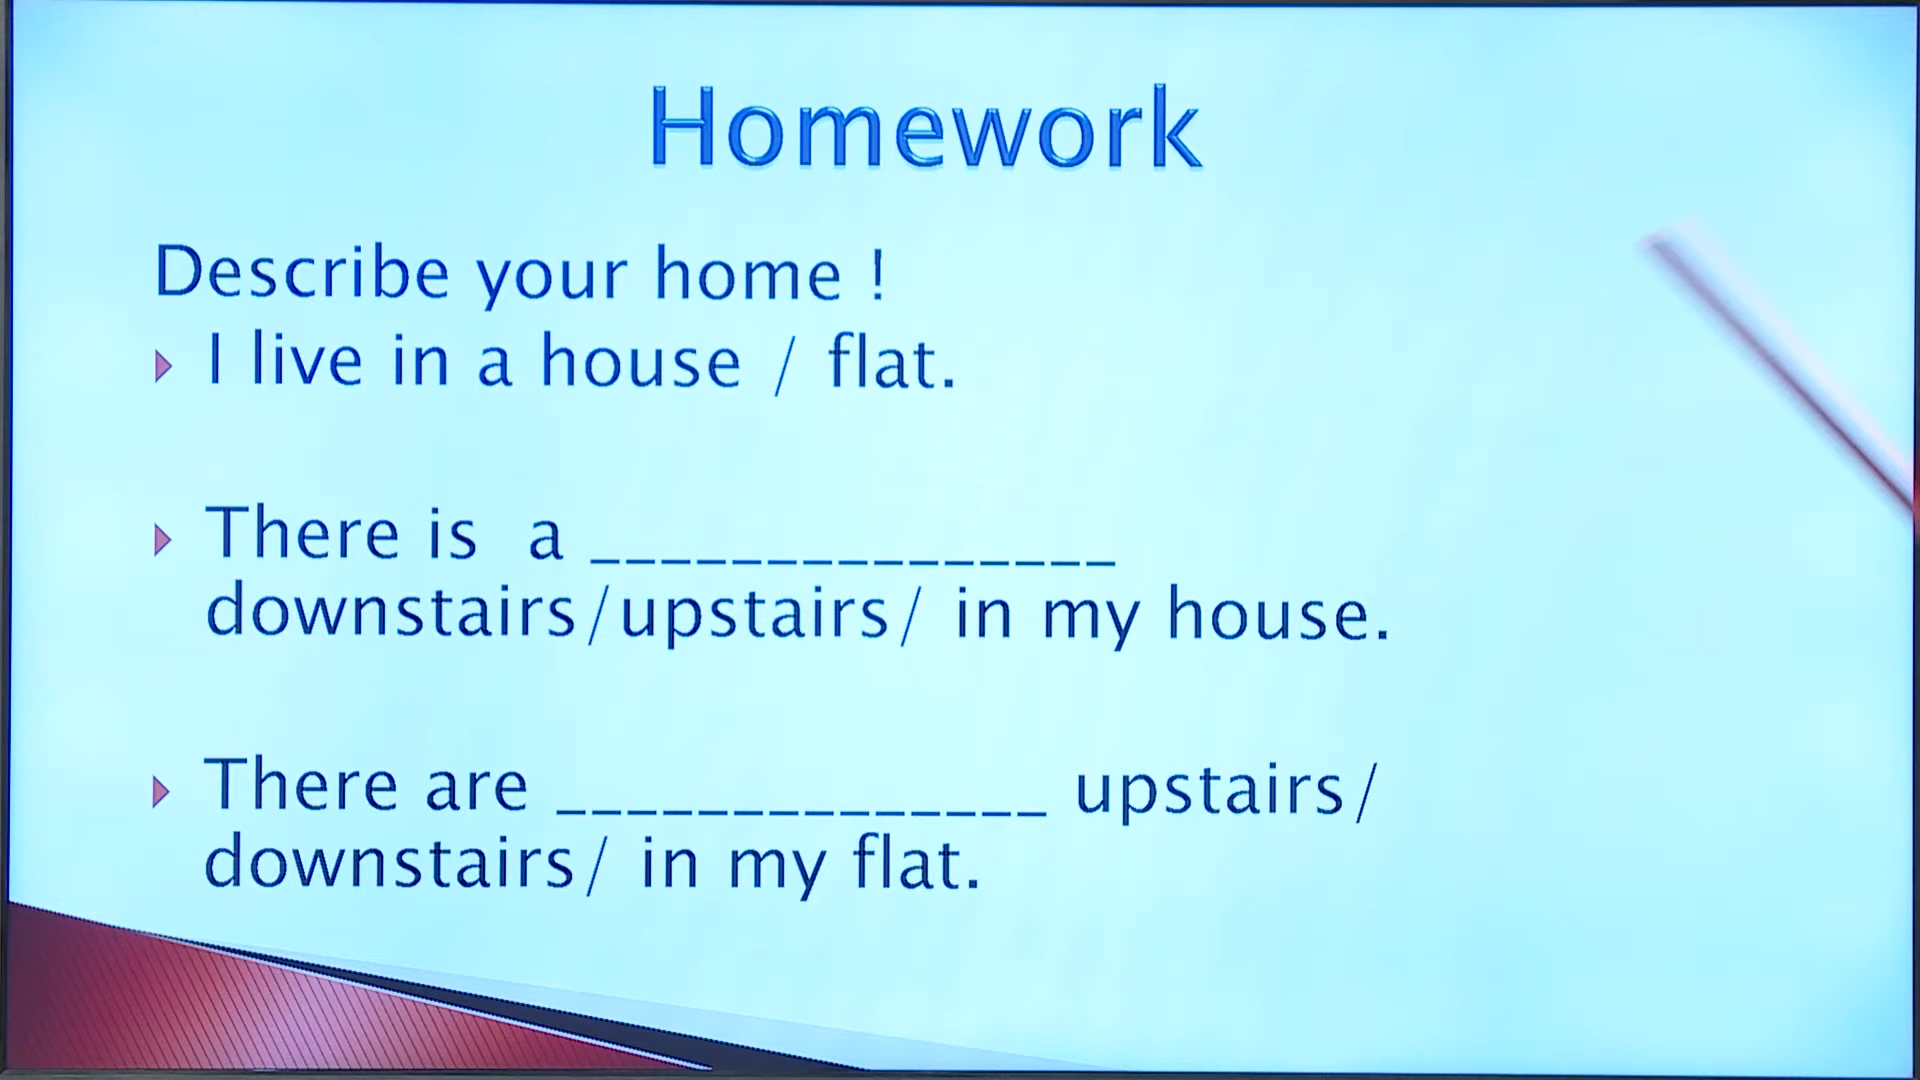 Homework
Describe your home !
I live in a house / flat.
There is a _______________
downstairs/upstairs/ in my house.
There are ______________ upstairs/
downstairs/ in my flat.